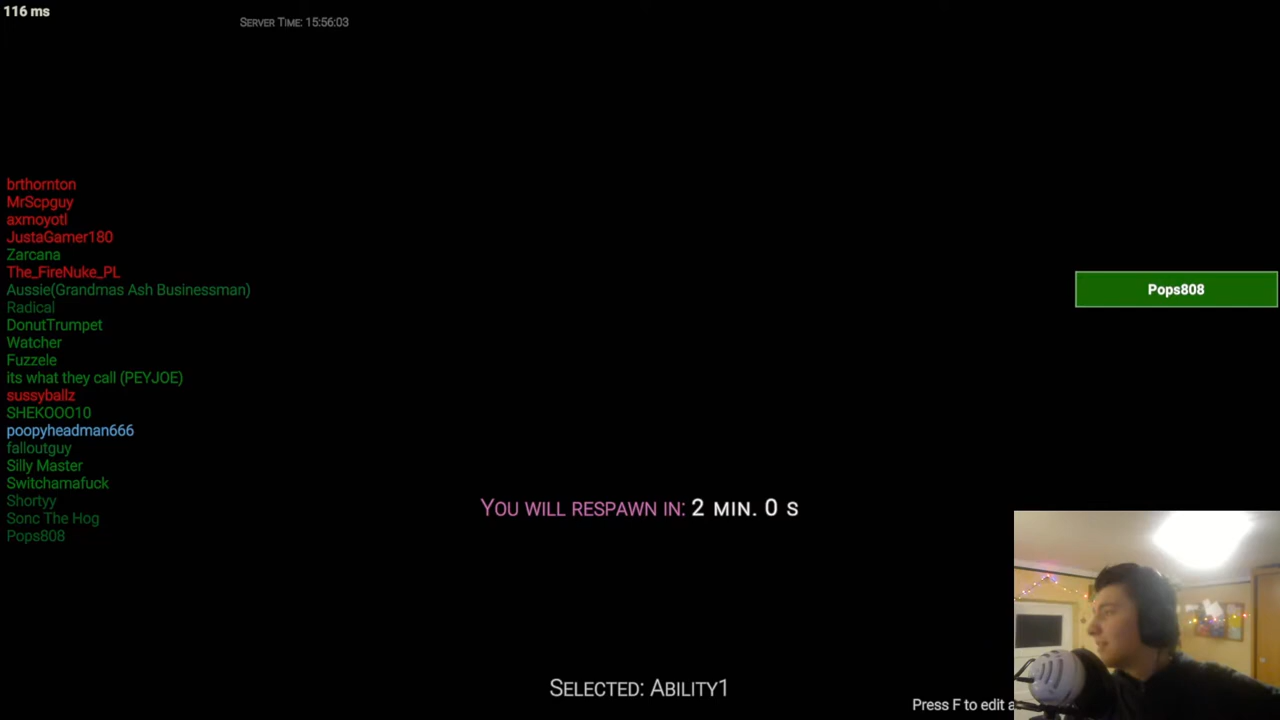 116 ms
Server Time: 15:56:03
brthornton
MrScpguy
axmoyotl
JustaGamer180
Zarcana
The_FireNuke_PL
Aussie(Grandmas Ash Businessman)
Radical
DonutTrumpet
Watcher
Fuzzele
its what they call (PEYJOE)
sussyballz
SHEKOOO10
poopyheadman666
falloutguy
Silly Master
Switchamafuck
Shortyy
Sonc The Hog
Pops808
Pops808
You will respawn in: 2 min. 0 s
Selected: Ability1
Press F to edit